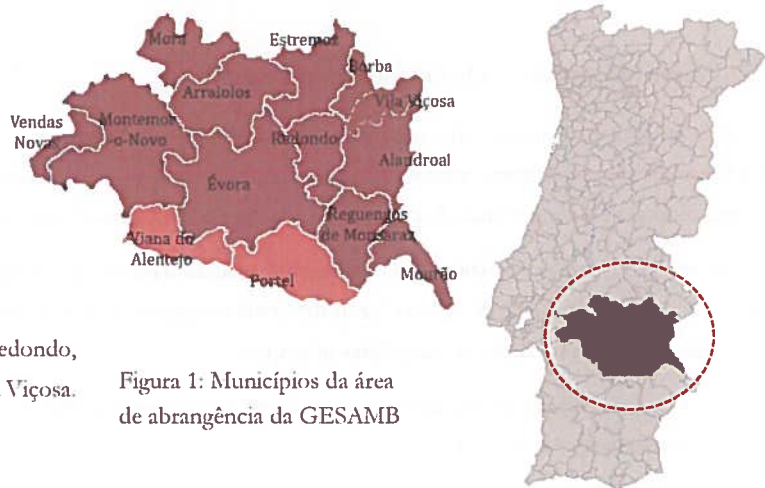 Mora
Estremoz
Borba
Arraiolos
Vila Viçosa
Vendas
Novas
Montemor
-o-Novo
Redondo
Alandroal
Évora
Reguengos
de Monsaraz
Viana do
Alentejo
Portel
Mourão
edondo,
Viçosa.
Figura 1: Municípios da área
de abrangência da GESAMB